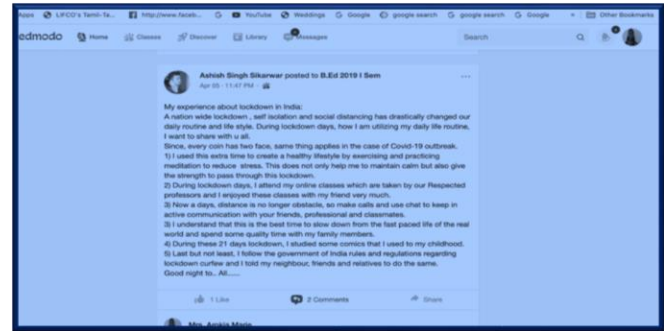 Apps LIFCO's Tamil-Ta... http://www.faceb... G YouTube Weddings G Google google search G google search G Google » Other Bookmarks
edmodo Home Classes Discover Library Messages Search
Ashish Singh Sikarwar posted to B.Ed 2019 I Sem ...
Apr 05 · 11:47 PM ·
My experience about lockdown in India:
A nation wide lockdown , self isolation and social distancing has drastically changed our
daily routine and life style. During lockdown days, how I am utilizing my daily life routine,
I want to share with u all.
Since, every coin has two face, same thing applies in the case of Covid-19 outbreak.
1) I used this extra time to create a healthy lifestyle by exercising and practicing
meditation to reduce stress. This does not only help me to maintain calm but also give
the strength to pass through this lockdown.
2) During lockdown days, I attend my online classes which are taken by our Respected
professors and I enjoyed these classes with my friend very much.
3) Now a days, distance is no longer obstacle, so make calls and use chat to keep in
active communication with your friends, professional and classmates.
3) I understand that this is the best time to slow down from the fast paced life of the real
world and spend some quality time with my family members.
4) During these 21 days lockdown, I studied some comics that I used to my childhood.
5) Last but not least, I follow the government of India rules and regulations regarding
lockdown curfew and I told my neighbour, friends and relatives to do the same.
Good night to.. All......
1 Like 2 Comments Share
Mrs.